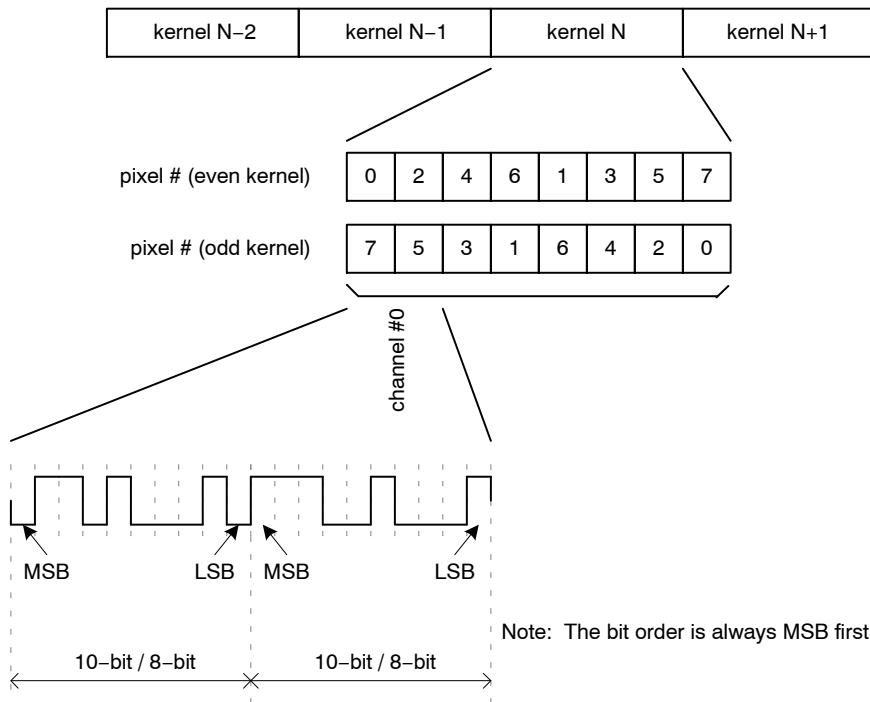 kernel N−2 kernel N−1 kernel N kernel N+1
pixel # (even kernel) 0 2 4 6 1 3 5 7
pixel # (odd kernel) 7 5 3 1 6 4 2 0
channel #0
MSB LSB MSB LSB
Note: The bit order is always MSB first
10−bit / 8−bit 10−bit / 8−bit